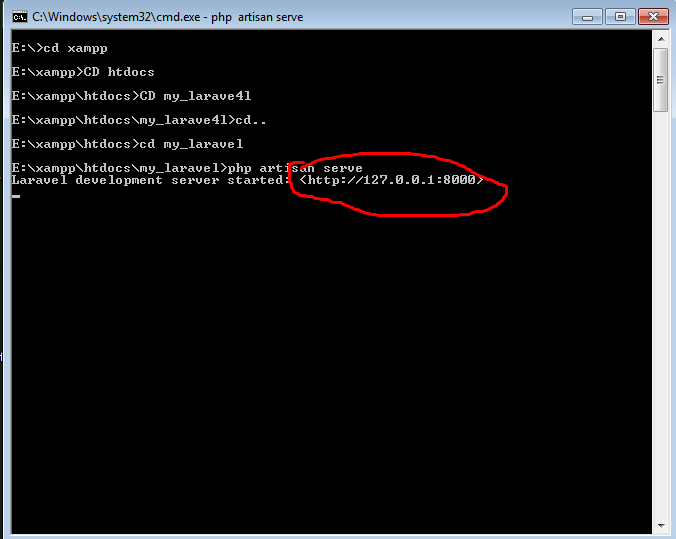 C:\Windows\system32\cmd.exe - php  artisan serve
E:\>cd xampp
E:\xampp>CD htdocs
E:\xampp\htdocs>CD my_larave4l
E:\xampp\htdocs\my_larave4l>cd..
E:\xampp\htdocs>cd my_laravel
E:\xampp\htdocs\my_laravel>php artisan serve
Laravel development server started: <http://127.0.0.1:8000>